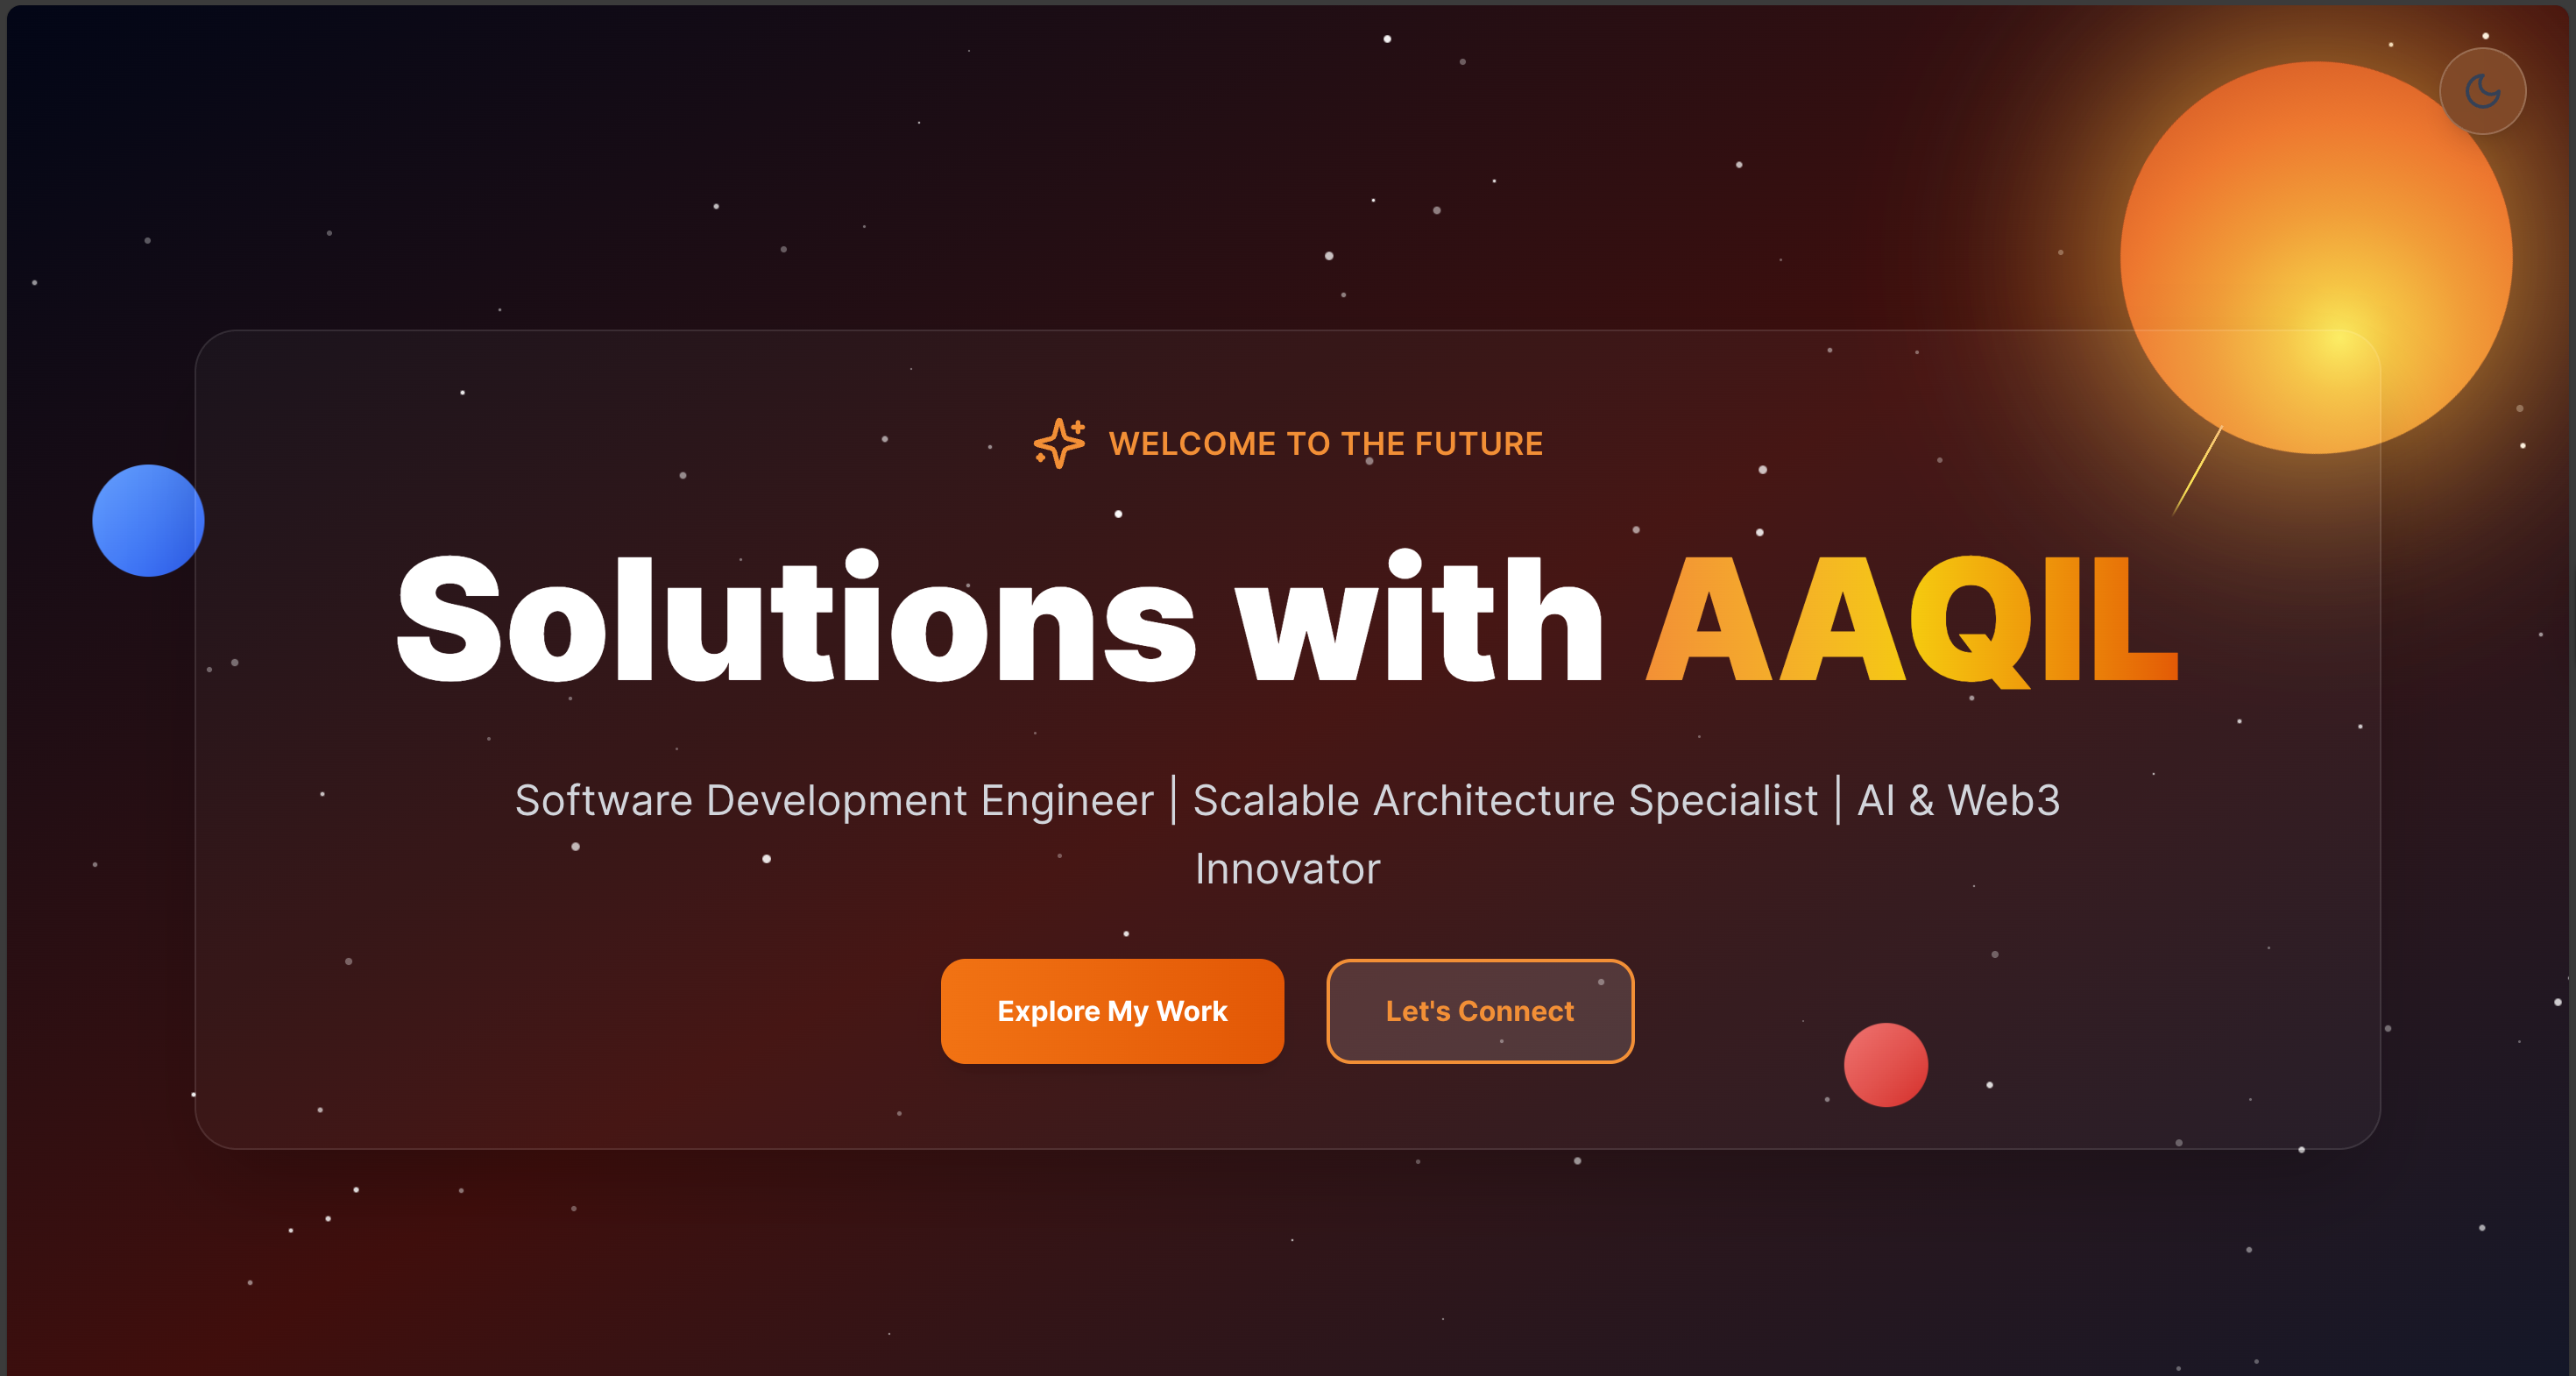 WELCOME TO THE FUTURE
Solutions with AAQIL
Software Development Engineer | Scalable Architecture Specialist | AI & Web3
Innovator
Explore My Work
Let's Connect